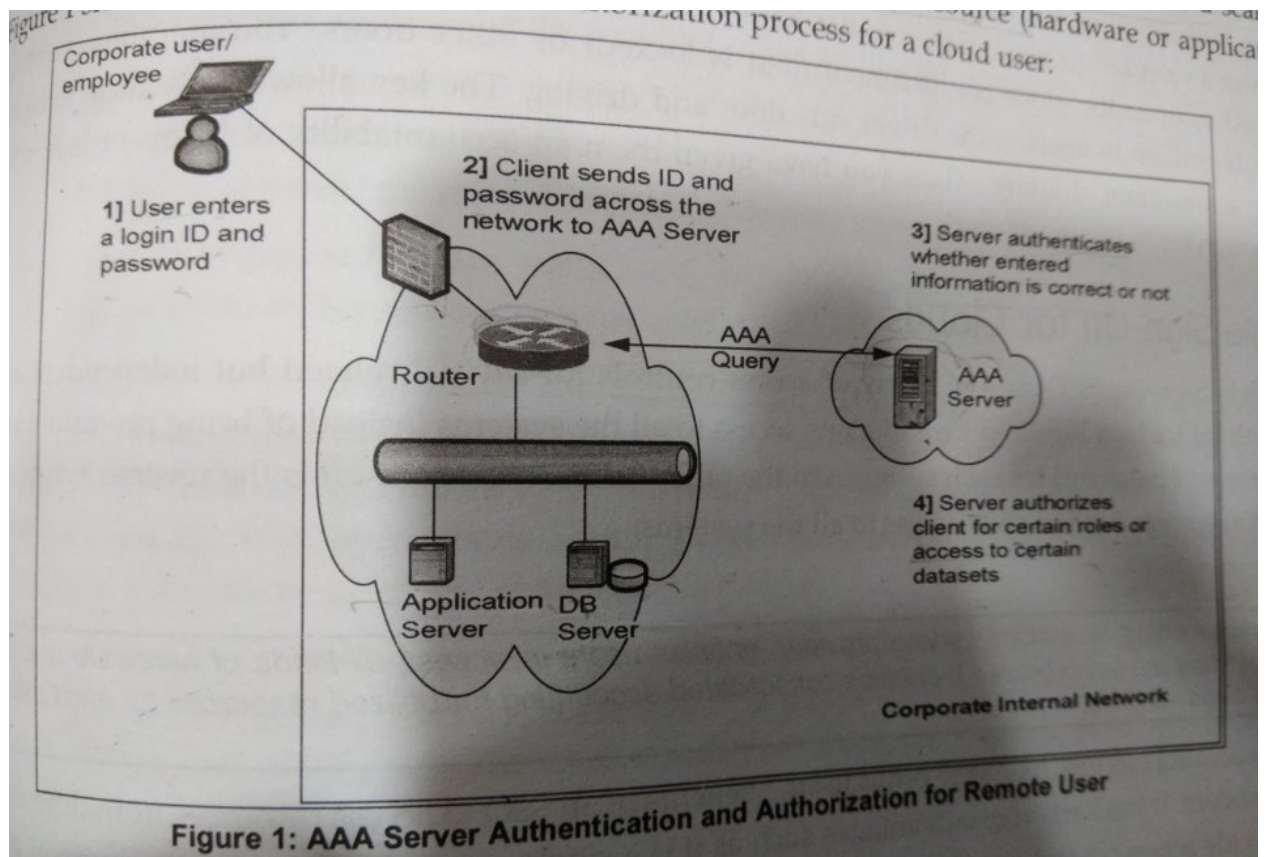 (hardware or
process for a cloud user:
Corporate user/
employee
1] User enters
a login ID and
password
2] Client sends ID and
password across the
network to AAA Server
3] Server authenticates
whether entered
information is correct or not
AAA
Query
Router
AAA
Server
4] Server authorizes
client for certain roles or
access to certain
datasets
Application
Server
DB
Server
Corporate Internal Network
Figure 1: AAA Server Authentication and Authorization for Remote User